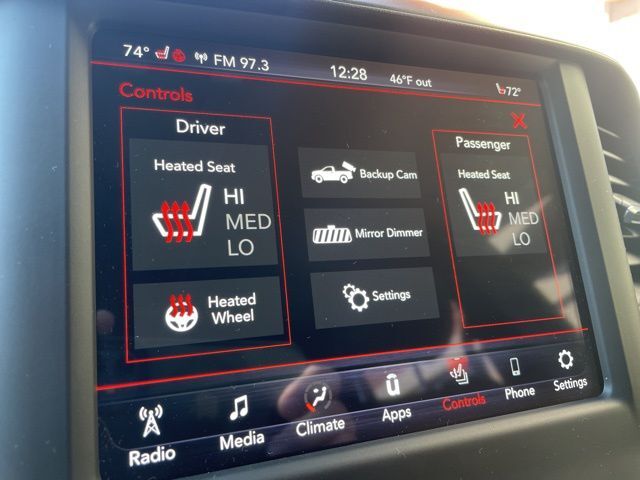 74° FM 97.3 12:28 46°F out 72°
Controls
Driver
Heated Seat
HI
MED
LO
Heated
Wheel
Backup Cam
Mirror Dimmer
Settings
Passenger
Heated Seat
HI
MED
LO
Radio Media Climate Apps Controls Phone Settings